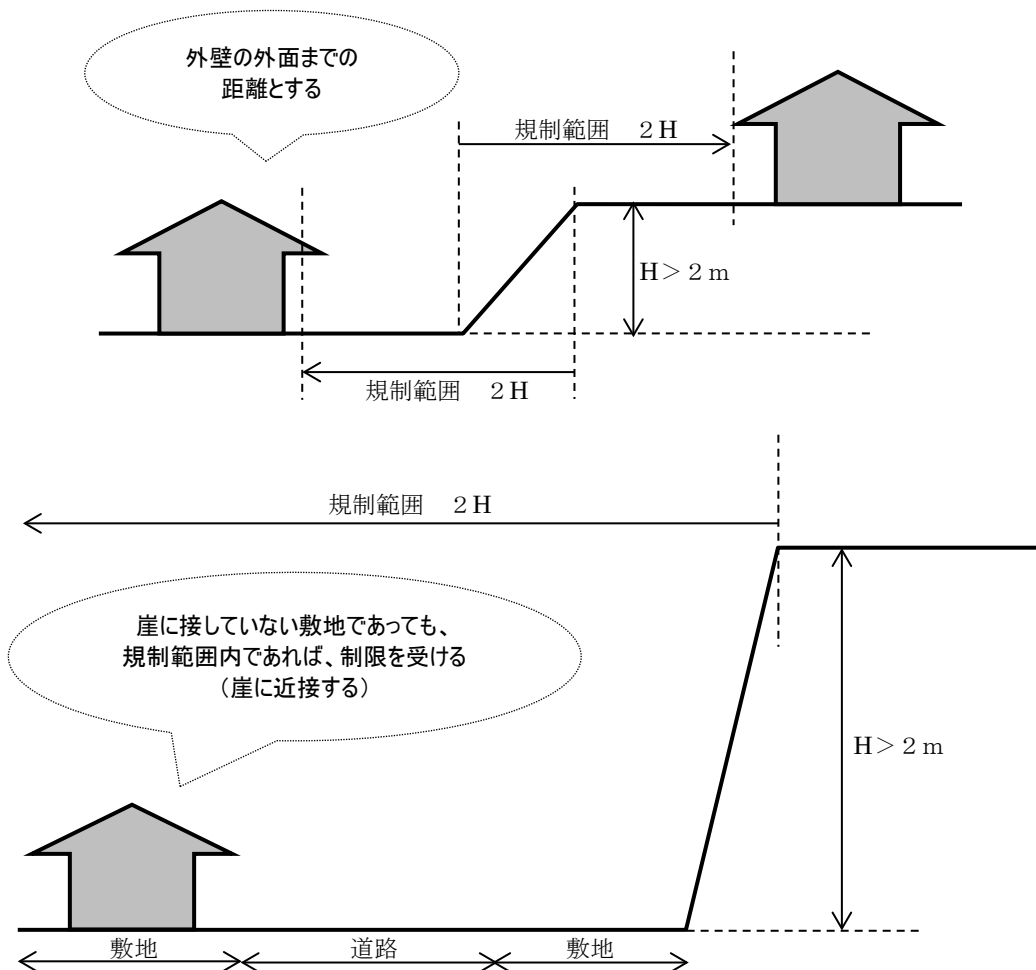 外壁の外面までの
距離とする
規制範囲　２H
H＞２ｍ
規制範囲　２H
規制範囲　２H
崖に接していない敷地であっても、
規制範囲内であれば、制限を受ける
（崖に近接する）
H＞２ｍ
敷地　道路　敷地